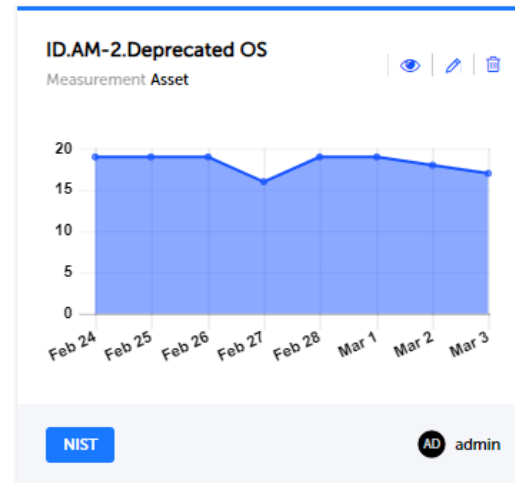 ID.AM-2.Deprecated OS
Measurement Asset
20
15
10
5
0
Feb 24 Feb 25 Feb 26 Feb 27 Feb 28 Mar 1 Mar 2 Mar 3
NIST
AD admin